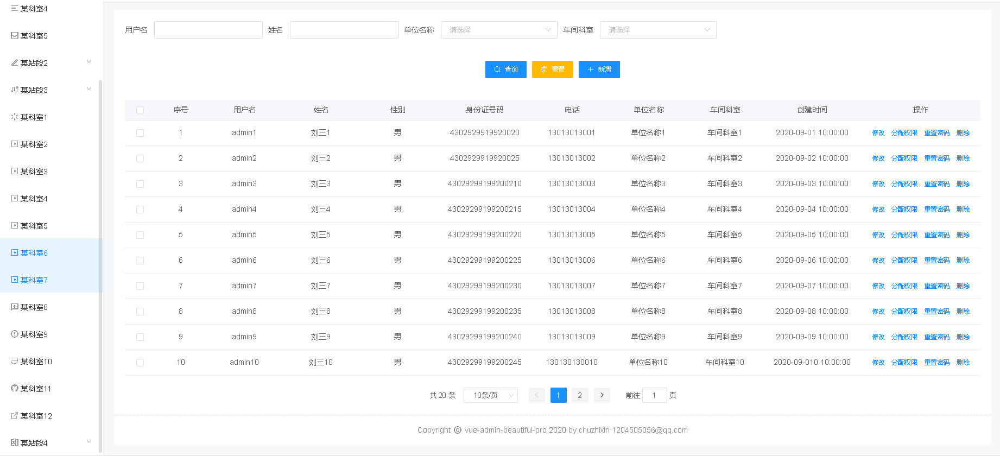 某科室4
某科室5
某站段2
某站段3
某科室1
某科室2
某科室3
某科室4
某科室5
某科室6
某科室7
某科室8
某科室9
某科室10
某科室11
某科室12
某站段4
用户名 姓名 单位名称 请选择 车间科室 请选择
查询 重置 新增
序号 用户名 姓名 性别 身份证号码 电话 单位名称 车间科室 创建时间 操作
1 admin1 刘三1 男 4302929919920020 13013013001 单位名称1 车间科室1 2020-09-01 10:00:00 修改 分配权限 重置密码 删除
2 admin2 刘三2 男 4302929919920025 13013013002 单位名称2 车间科室2 2020-09-02 10:00:00 修改 分配权限 重置密码 删除
3 admin3 刘三3 男 43029299199200210 13013013003 单位名称3 车间科室3 2020-09-03 10:00:00 修改 分配权限 重置密码 删除
4 admin4 刘三4 男 43029299199200215 13013013004 单位名称4 车间科室4 2020-09-04 10:00:00 修改 分配权限 重置密码 删除
5 admin5 刘三5 男 43029299199200220 13013013005 单位名称5 车间科室5 2020-09-05 10:00:00 修改 分配权限 重置密码 删除
6 admin6 刘三6 男 43029299199200225 13013013006 单位名称6 车间科室6 2020-09-06 10:00:00 修改 分配权限 重置密码 删除
7 admin7 刘三7 男 43029299199200230 13013013007 单位名称7 车间科室7 2020-09-07 10:00:00 修改 分配权限 重置密码 删除
8 admin8 刘三8 男 43029299199200235 13013013008 单位名称8 车间科室8 2020-09-08 10:00:00 修改 分配权限 重置密码 删除
9 admin9 刘三9 男 43029299199200240 13013013009 单位名称9 车间科室9 2020-09-09 10:00:00 修改 分配权限 重置密码 删除
10 admin10 刘三10 男 43029299199200245 130130130010 单位名称10 车间科室10 2020-09-010 10:00:00 修改 分配权限 重置密码 删除
共 20 条 10条/页 1 2 前往 1 页
Copyright © vue-admin-beautiful-pro 2020 by chuzhixin 1204505056@qq.com